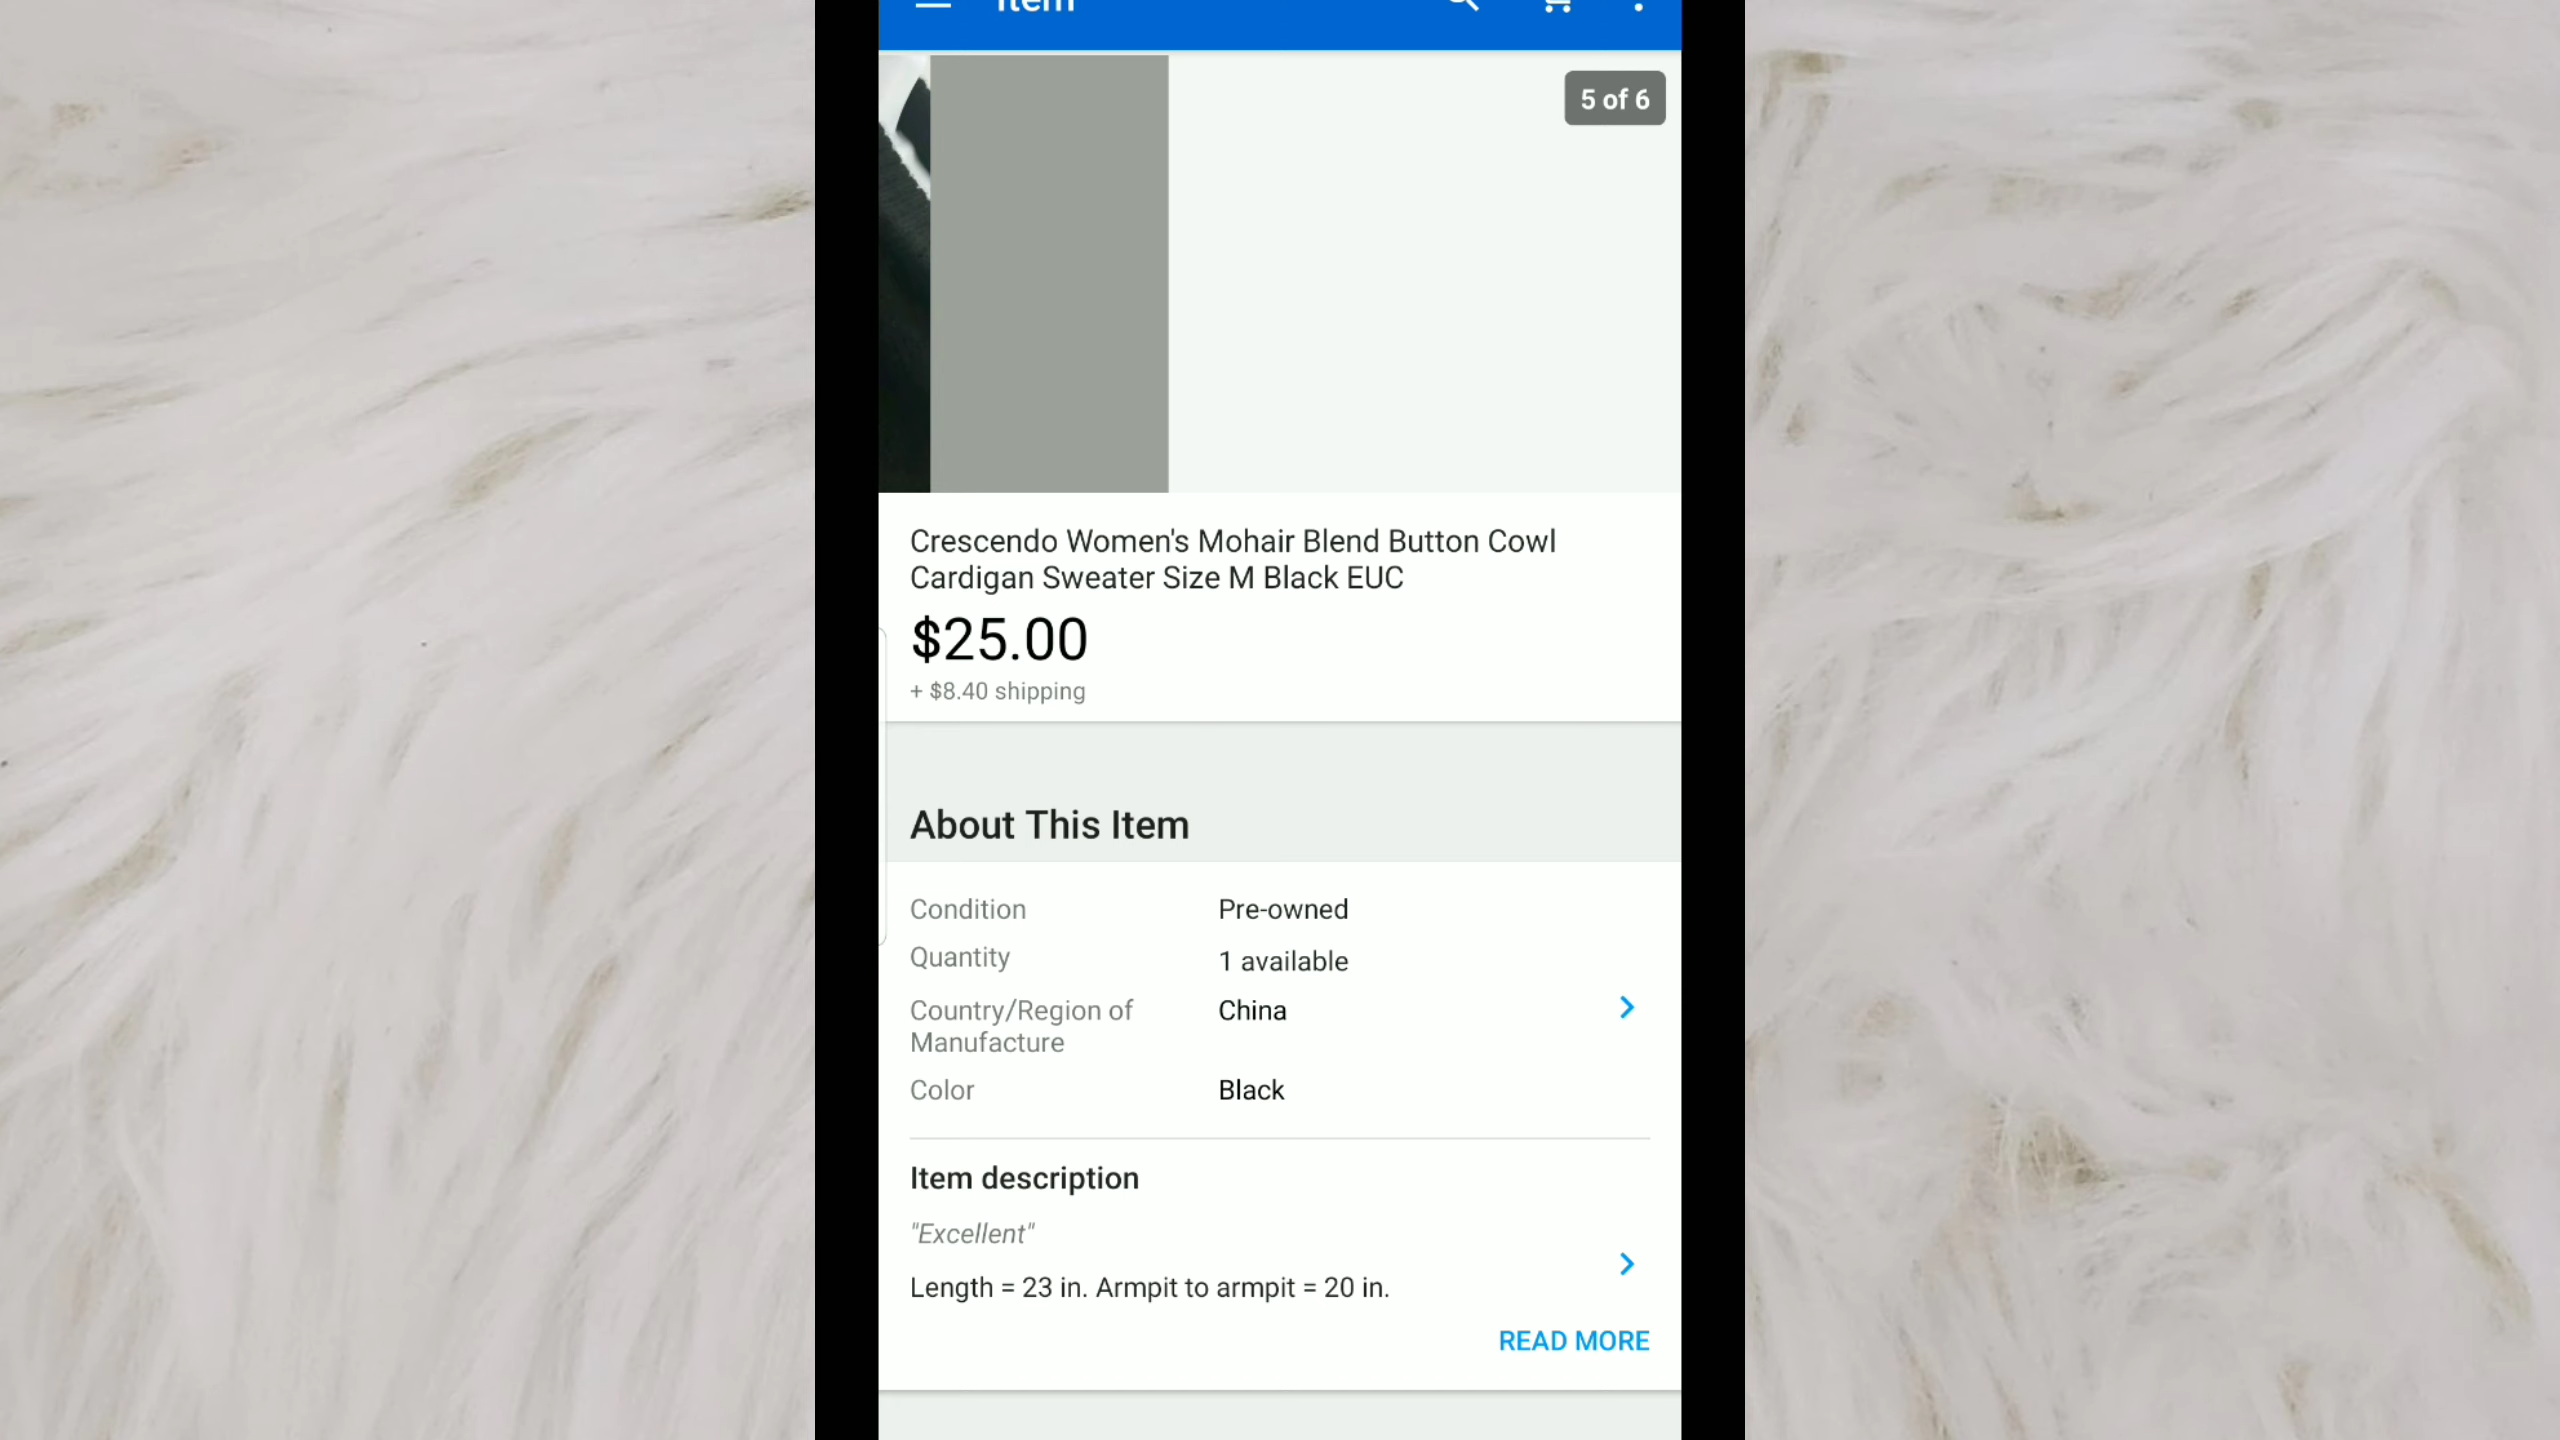 Item
5 of 6
Crescendo Women's Mohair Blend Button Cowl
Cardigan Sweater Size M Black EUC
$25.00
+ $8.40 shipping
About This Item
Condition Pre-owned
Quantity 1 available
Country/Region of China
Manufacture
Color Black
Item description
"Excellent"
Length = 23 in. Armpit to armpit = 20 in.
READ MORE